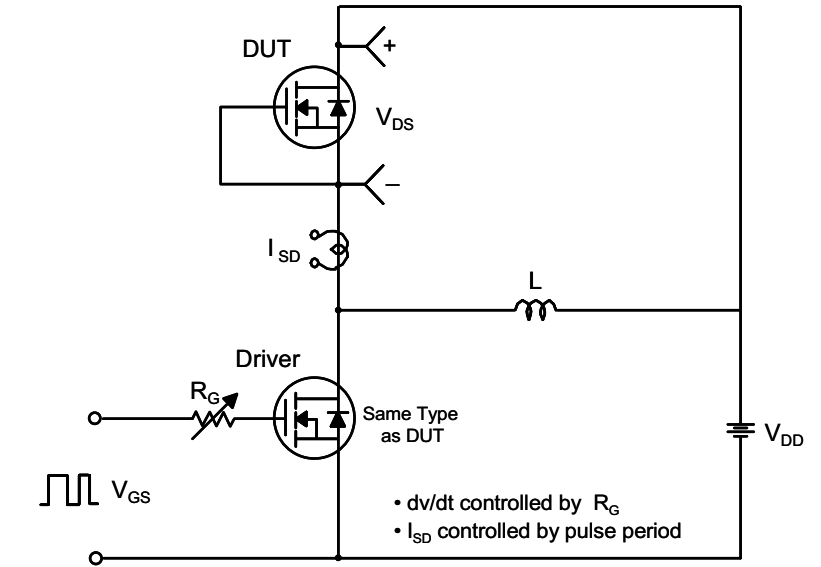 DUT
+
V_DS
–
I_SD
L
Driver
R_G
Same Type
as DUT
V_DD
V_GS
• dv/dt controlled by R_G
• I_SD controlled by pulse period